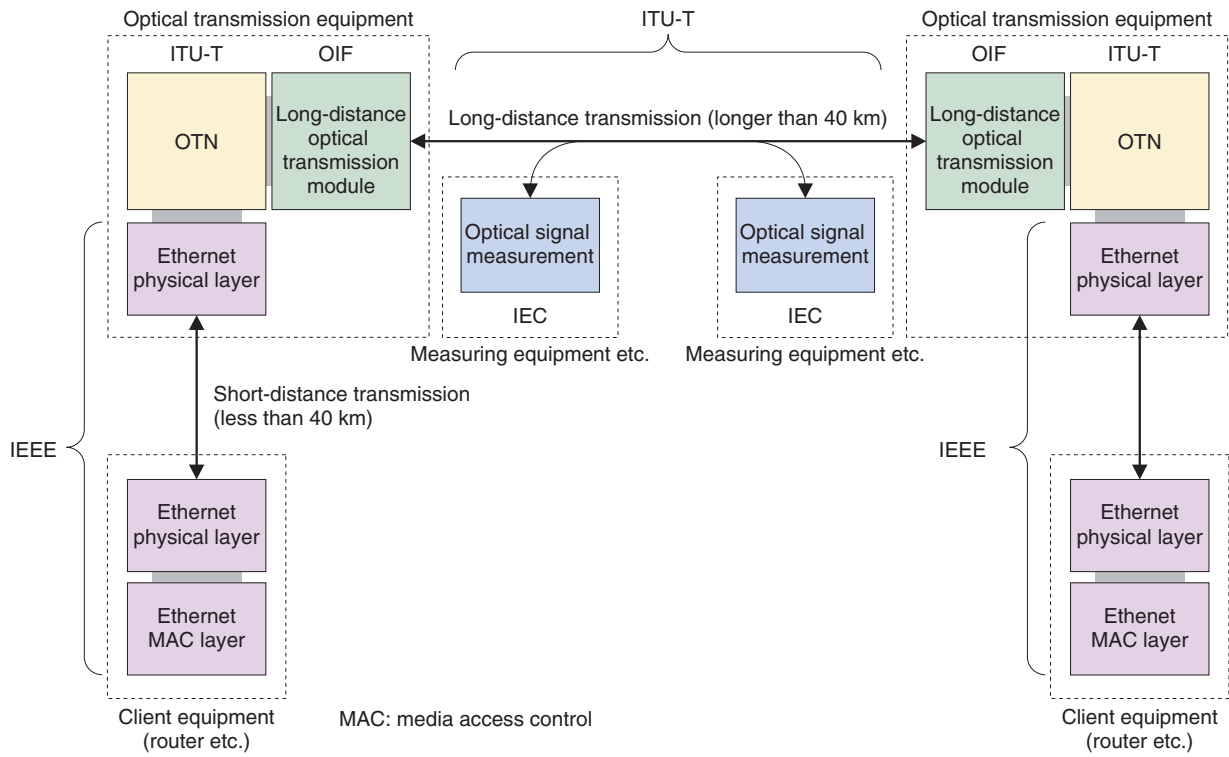 Optical transmission equipment
ITU-T
Optical transmission equipment
ITU-T
OIF
OIF
ITU-T
OTN
Long-distance
optical
transmission
module
Long-distance transmission (longer than 40 km)
Long-distance
optical
transmission
module
OTN
Ethernet
physical layer
Optical signal
measurement
IEC
Measuring equipment etc.
Optical signal
measurement
IEC
Measuring equipment etc.
Ethernet
physical layer
Short-distance transmission
(less than 40 km)
IEEE
IEEE
Ethernet
physical layer
Ethernet
MAC layer
Client equipment
(router etc.)
MAC: media access control
Ethernet
physical layer
Ethenet
MAC layer
Client equipment
(router etc.)